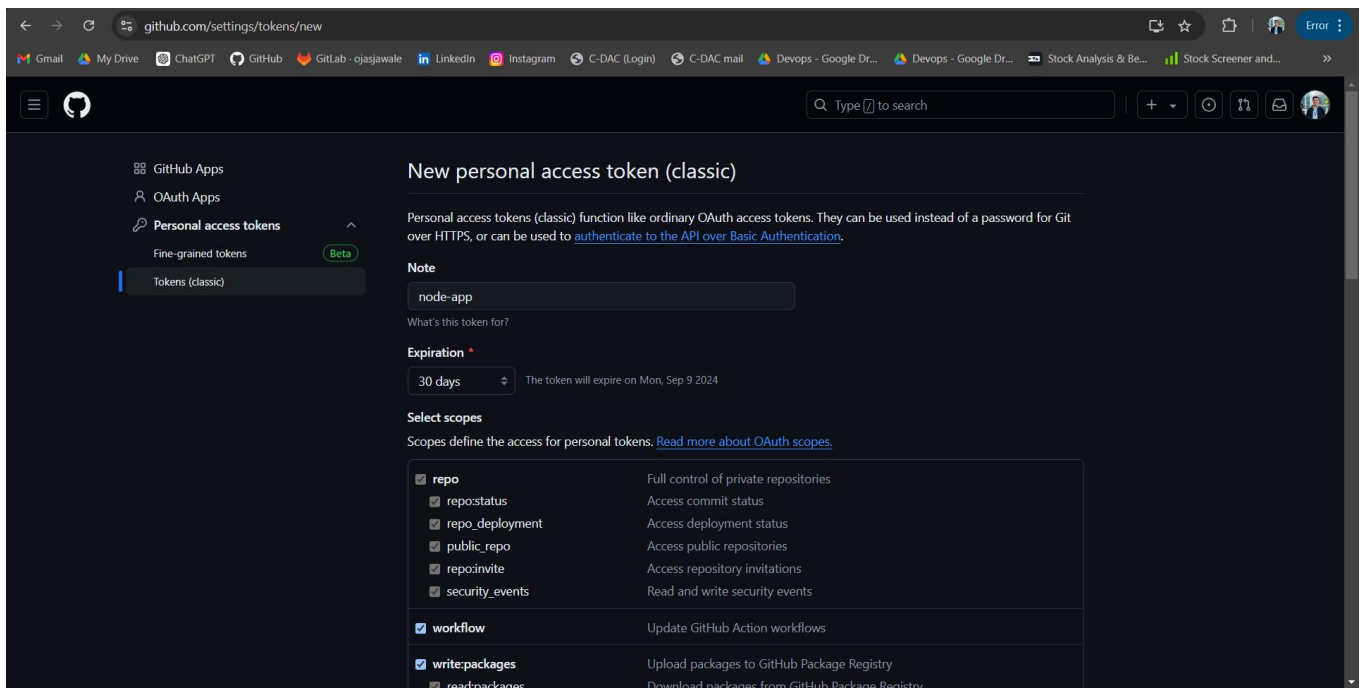 github.com/settings/tokens/new
Error
Gmail My Drive ChatGPT GitHub GitLab - ojasjawale LinkedIn Instagram C-DAC (Login) C-DAC mail Devops - Google Dr... Devops - Google Dr... Stock Analysis & Be... Stock Screener and... »
Type / to search
GitHub Apps
OAuth Apps
Personal access tokens
Fine-grained tokens Beta
Tokens (classic)
New personal access token (classic)
Personal access tokens (classic) function like ordinary OAuth access tokens. They can be used instead of a password for Git
over HTTPS, or can be used to authenticate to the API over Basic Authentication.
Note
node-app
What's this token for?
Expiration *
30 days The token will expire on Mon, Sep 9 2024
Select scopes
Scopes define the access for personal tokens. Read more about OAuth scopes.
repo Full control of private repositories
repo:status Access commit status
repo_deployment Access deployment status
public_repo Access public repositories
repo:invite Access repository invitations
security_events Read and write security events
workflow Update GitHub Action workflows
write:packages Upload packages to GitHub Package Registry
read:packages Download packages from GitHub Package Registry